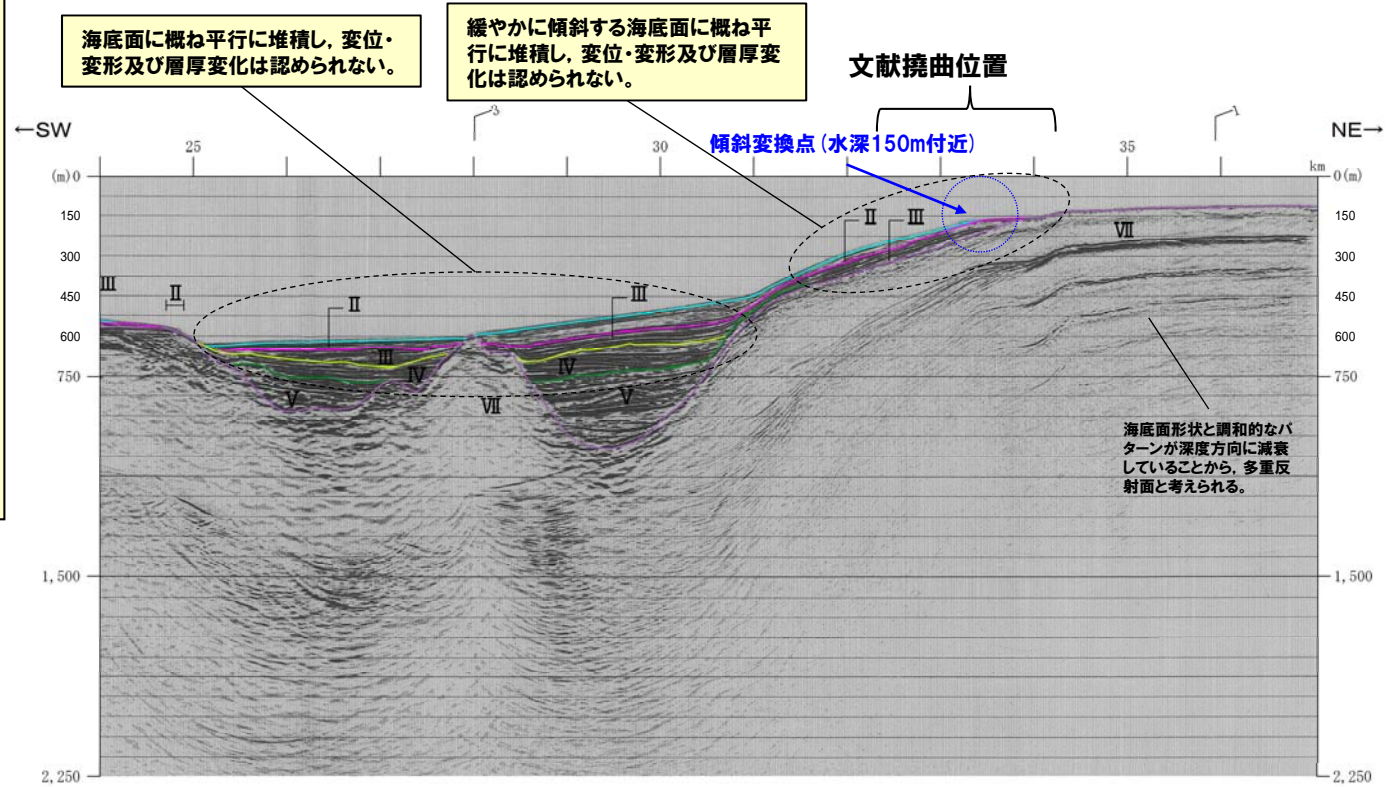 海底面に概ね平行に堆積し，変位・
変形及び層厚変化は認められない。
緩やかに傾斜する海底面に概ね平
行に堆積し，変位・変形及び層厚変
化は認められない。
文献撓曲位置
←SW
3
1
NE→
傾斜変換点（水深150m付近）
25
30
35
km
(m)0
0(m)
150
150
300
300
450
450
600
600
750
750
1,500
1,500
2,250
2,250
Ⅲ
Ⅱ
Ⅱ
Ⅲ
Ⅱ
Ⅲ
Ⅶ
Ⅲ
Ⅳ
Ⅳ
Ⅴ
Ⅶ
Ⅴ
海底面形状と調和的なパ
ターンが深度方向に減衰
していることから，多重反
射面と考えられる。